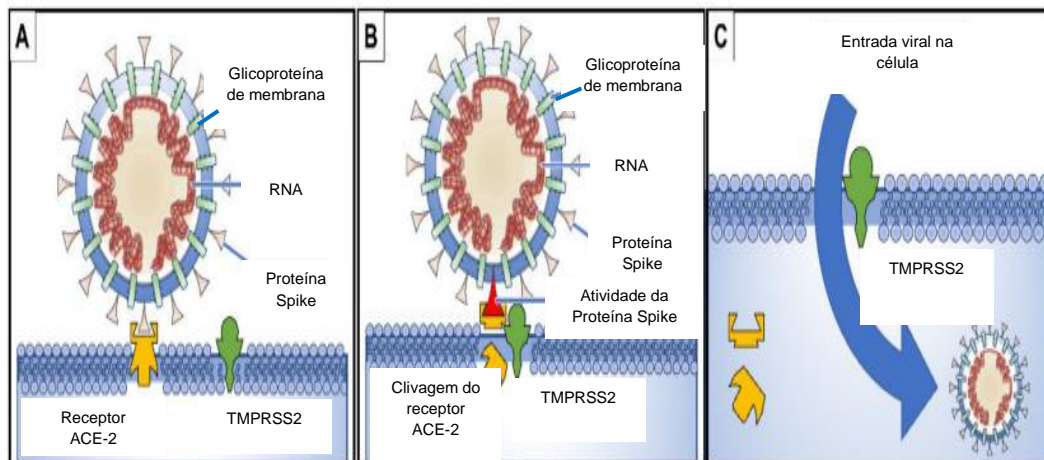 A
Glicoproteína
de membrana
RNA
Proteína
Spike
Receptor
ACE-2
TMPRSS2
B
Glicoproteína
de membrana
RNA
Proteína
Spike
Atividade da
Proteína Spike
Clivagem do
receptor
ACE-2
TMPRSS2
C
Entrada viral na
célula
TMPRSS2